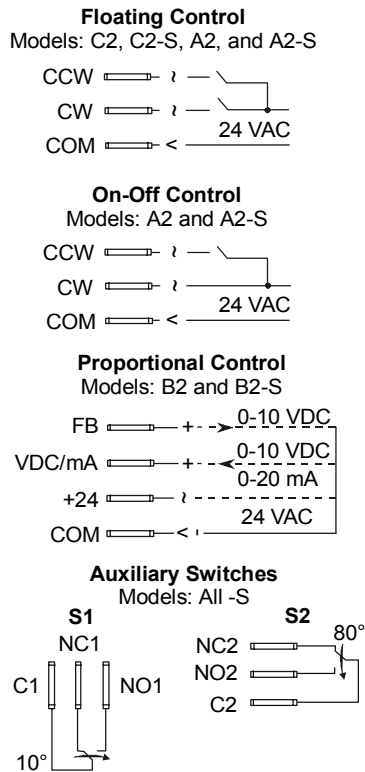 Floating Control
Models: C2, C2-S, A2, and A2-S
CCW ~
CW ~
24 VAC
COM <
On-Off Control
Models: A2 and A2-S
CCW ~
CW ~
24 VAC
COM <
Proportional Control
Models: B2 and B2-S
FB + 0-10 VDC
VDC/mA + 0-10 VDC
0-20 mA
+24 ~
24 VAC
COM <
Auxiliary Switches
Models: All -S
S1
NC1
C1 NO1
10°
S2
80°
NC2
NO2
C2